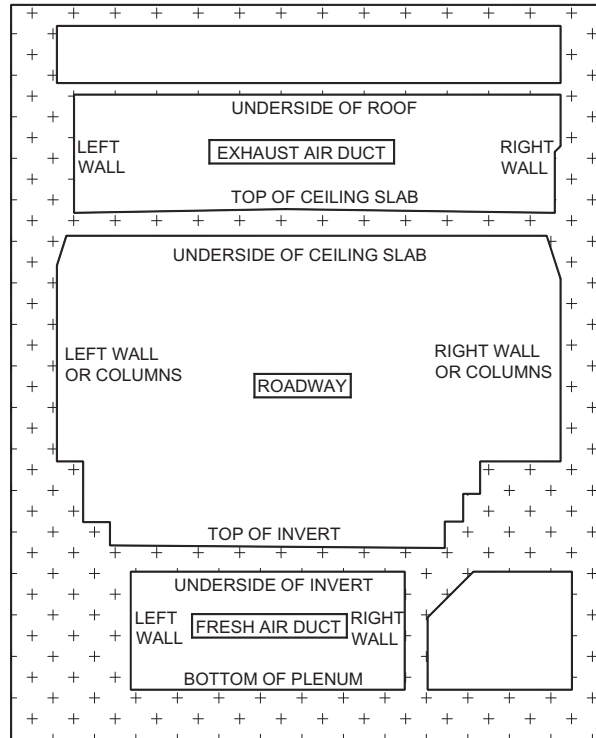 UNDERSIDE OF ROOF
LEFT
WALL
EXHAUST AIR DUCT
RIGHT
WALL
TOP OF CEILING SLAB
UNDERSIDE OF CEILING SLAB
LEFT WALL
OR COLUMNS
RIGHT WALL
OR COLUMNS
ROADWAY
TOP OF INVERT
UNDERSIDE OF INVERT
LEFT
WALL
FRESH AIR DUCT
RIGHT
WALL
BOTTOM OF PLENUM